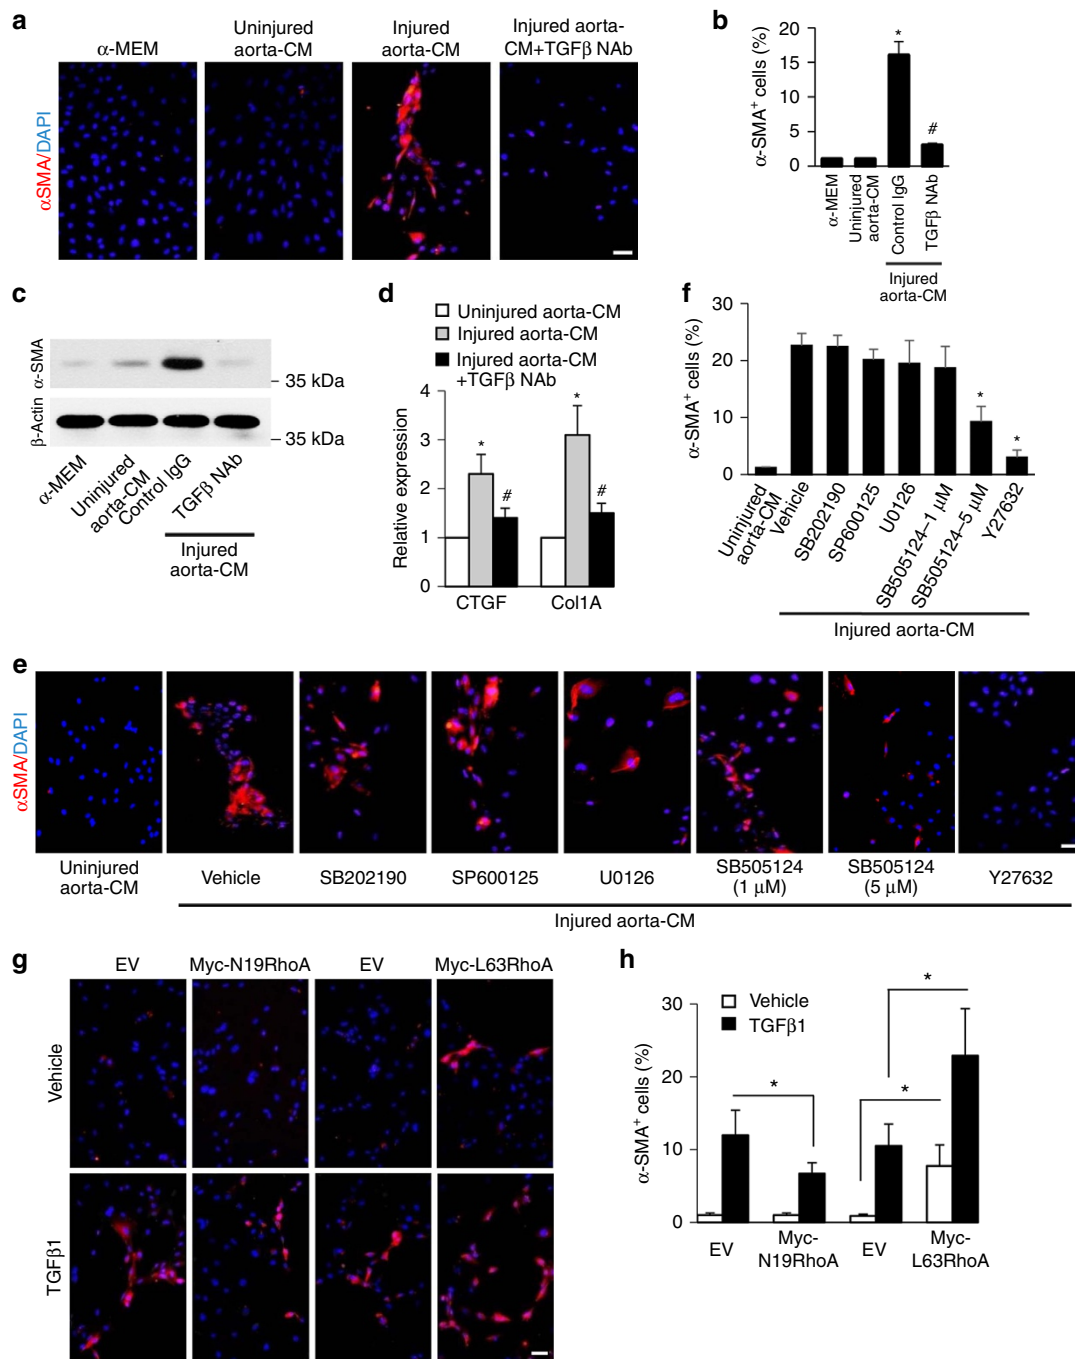 a
α-MEM
Uninjured
aorta-CM
Injured
aorta-CM
Injured aorta-
CM+TGFβ NAb
αSMA/DAPI
b
α-SMA⁺ cells (%)
20
15
10
5
0
*
#
α-MEM
Uninjured
aorta-CM
Control IgG
TGFβ NAb
Injured
aorta-CM
c
α-SMA
35 kDa
β-Actin
35 kDa
α-MEM
Uninjured
aorta-CM
Control IgG
TGFβ NAb
Injured
aorta-CM
d
Uninjured aorta-CM
Injured aorta-CM
Injured aorta-CM
+TGFβ NAb
Relative expression
4
3
2
1
0
*
#
*
#
CTGF
Col1A
f
α-SMA⁺ cells (%)
30
20
10
0
*
*
Uninjured
aorta-CM
Vehicle
SB202190
SP600125
U0126
SB505124–1 μM
SB505124–5 μM
Y27632
Injured aorta-CM
e
αSMA/DAPI
Uninjured
aorta-CM
Vehicle
SB202190
SP600125
U0126
SB505124
(1 μM)
SB505124
(5 μM)
Y27632
Injured aorta-CM
g
EV
Myc-N19RhoA
EV
Myc-L63RhoA
Vehicle
TGFβ1
h
Vehicle
TGFβ1
α-SMA⁺ cells (%)
30
20
10
0
*
*
*
EV
Myc-
N19RhoA
EV
Myc-
L63RhoA